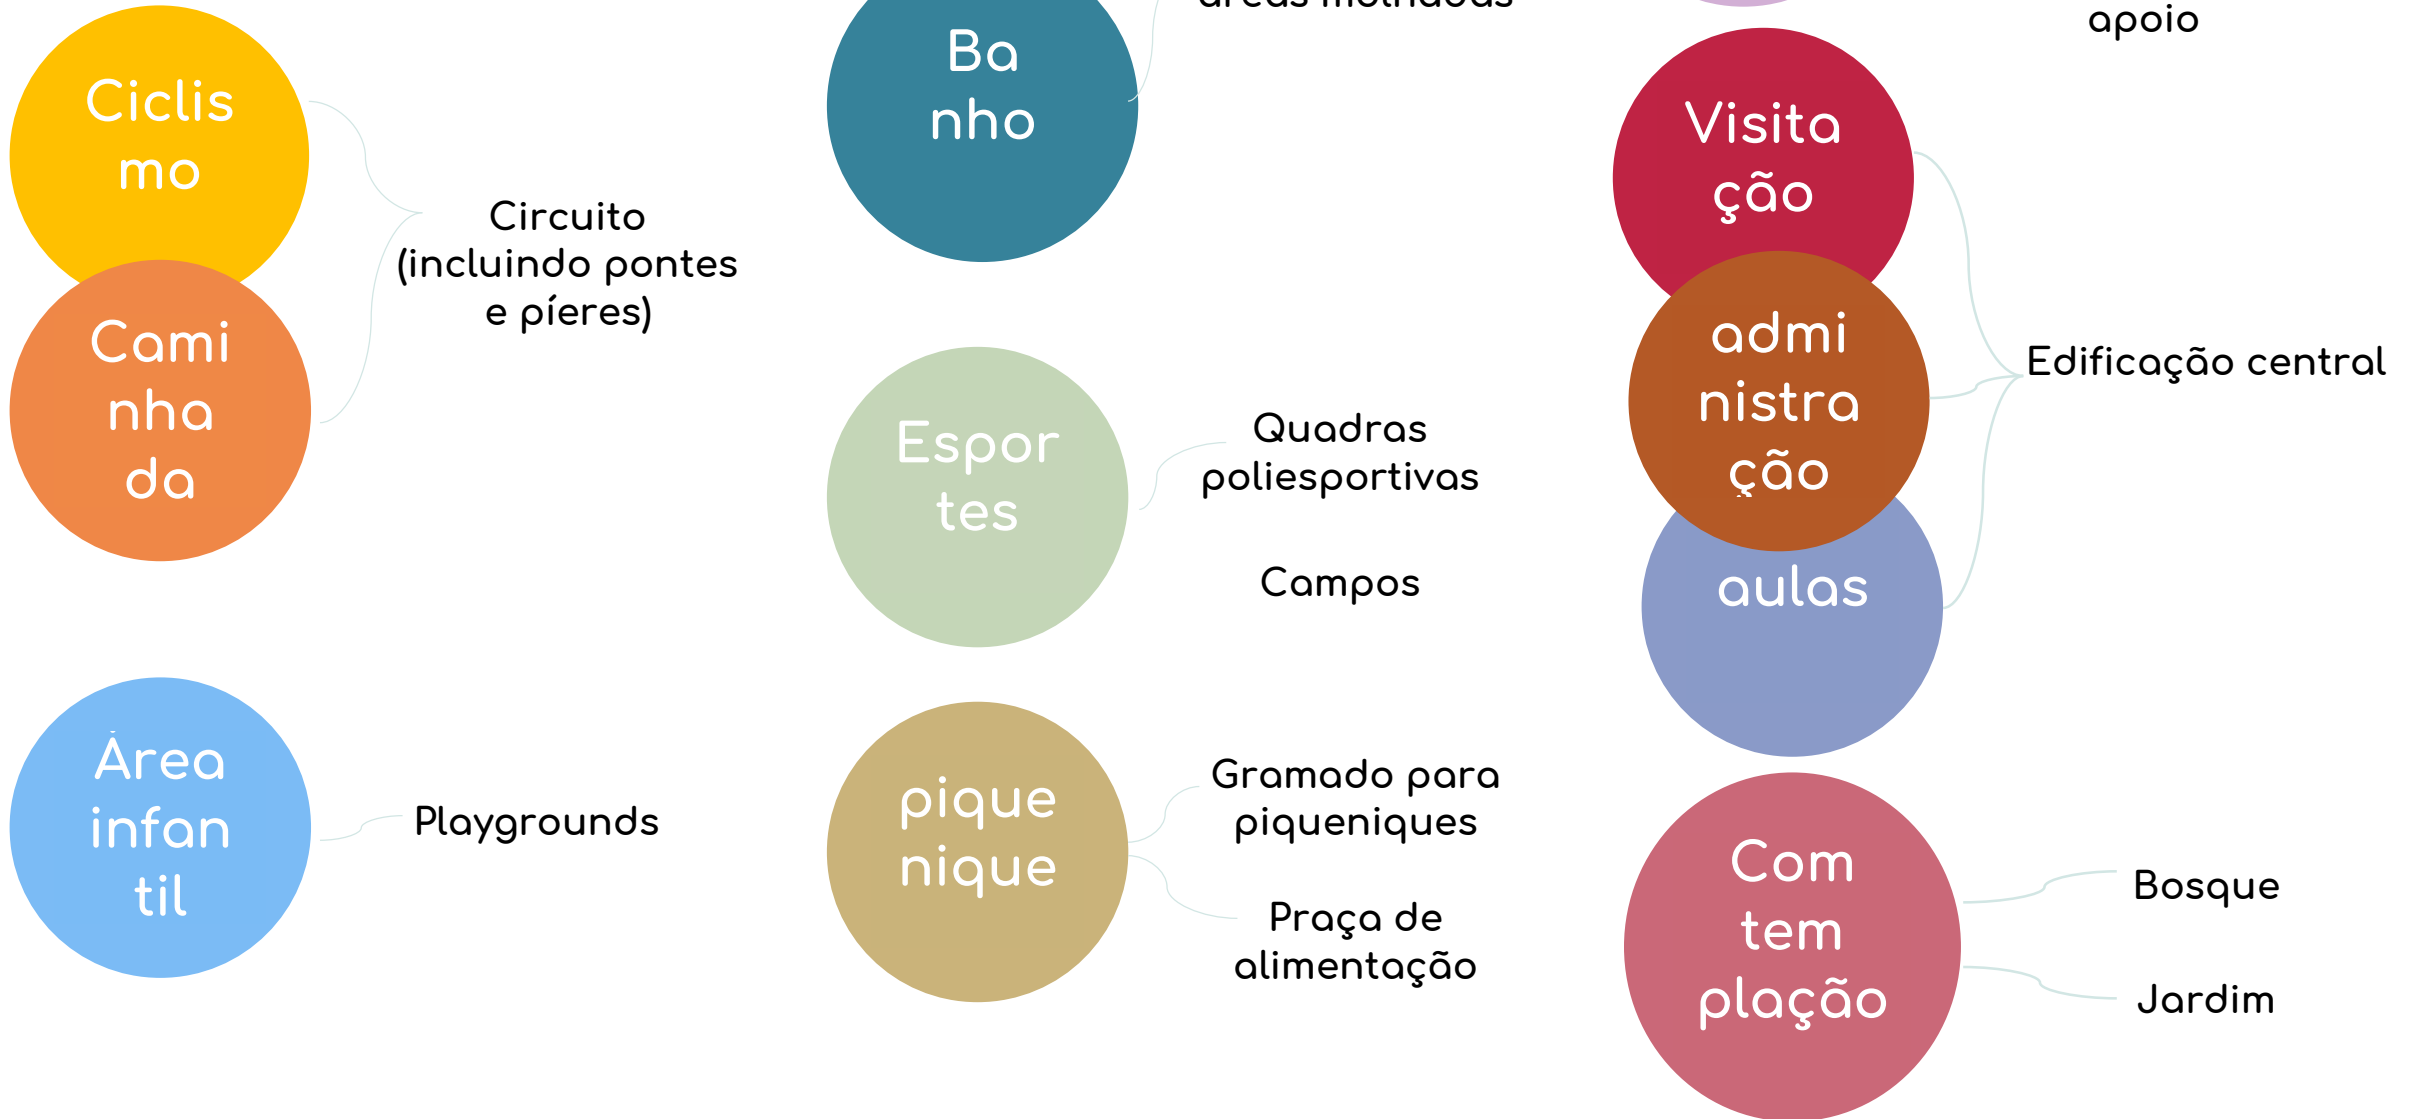 Ciclis
mo
Circuito
(incluindo pontes
e píeres)
Cami
nha
da
Área
infan
til
Playgrounds
áreas molhadas
Ba
nho
Espor
tes
Quadras
poliesportivas
Campos
pique
nique
Gramado para
piqueniques
Praça de
alimentação
apoio
Visita
ção
admi
nistra
ção
aulas
Edificação central
Com
tem
plação
Bosque
Jardim